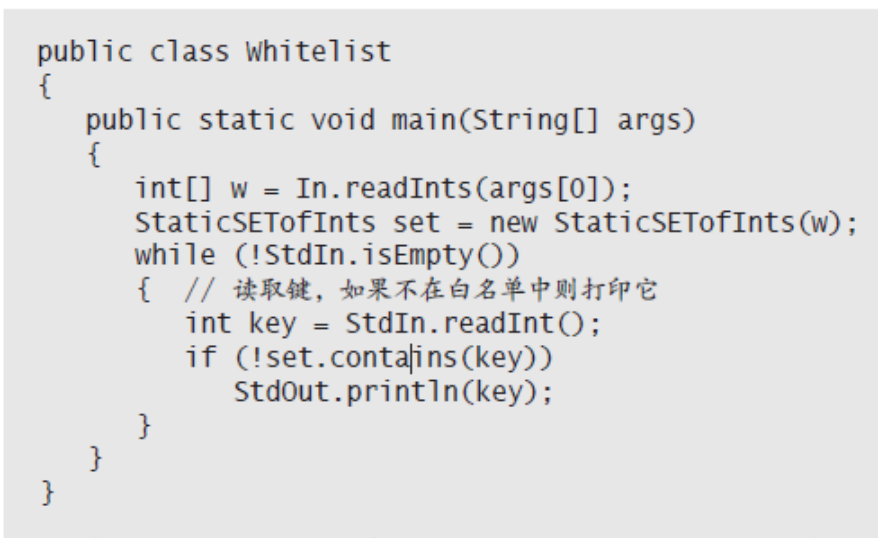 public class Whitelist
{
   public static void main(String[] args)
   {
      int[] w = In.readInts(args[0]);
      StaticSETofInts set = new StaticSETofInts(w);
      while (!StdIn.isEmpty())
      {  // 读取键，如果不在白名单中则打印它
         int key = StdIn.readInt();
         if (!set.contains(key))
            StdOut.println(key);
      }
   }
}